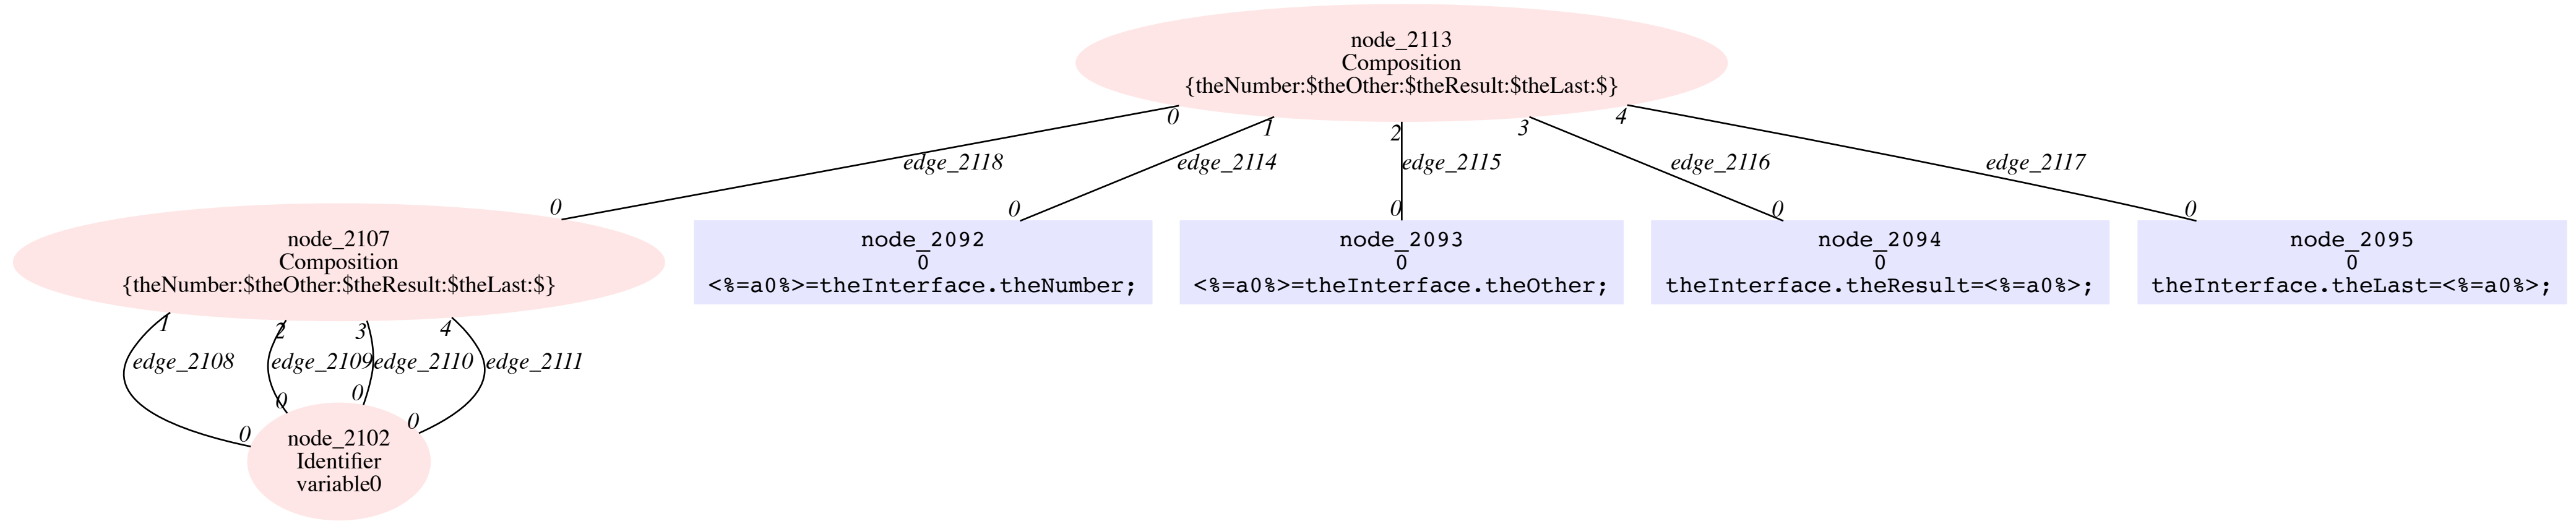 node_2113
Composition
{theNumber:$theOther:$theResult:$theLast:$}
0
1
2
3
4
edge_2118
edge_2114
edge_2115
edge_2116
edge_2117
0
0
0
0
0
node_2107
Composition
{theNumber:$theOther:$theResult:$theLast:$}
node_2092
0
<%=a0%>=theInterface.theNumber;
node_2093
0
<%=a0%>=theInterface.theOther;
node_2094
0
theInterface.theResult=<%=a0%>;
node_2095
0
theInterface.theLast=<%=a0%>;
1
2
3
4
edge_2108
edge_2109
edge_2110
edge_2111
0
0
0
0
node_2102
Identifier
variable0